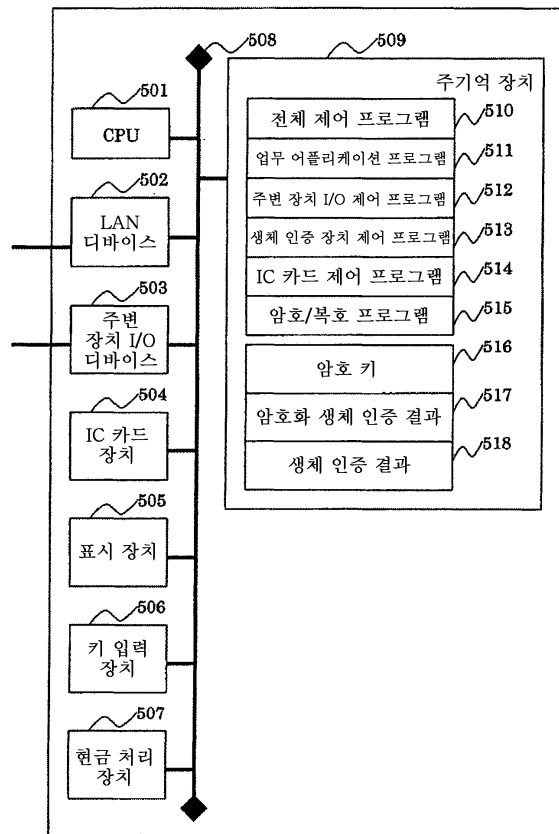 508
509
주기억 장치
501
CPU
502
LAN
디바이스
503
주변
장치 I/O
디바이스
504
IC 카드
장치
505
표시 장치
506
키 입력
장치
507
현금 처리
장치
전체 제어 프로그램
510
업무 어플리케이션 프로그램
511
주변 장치 I/O 제어 프로그램
512
생체 인증 장치 제어 프로그램
513
IC 카드 제어 프로그램
514
암호/복호 프로그램
515
암호 키
516
암호화 생체 인증 결과
517
생체 인증 결과
518